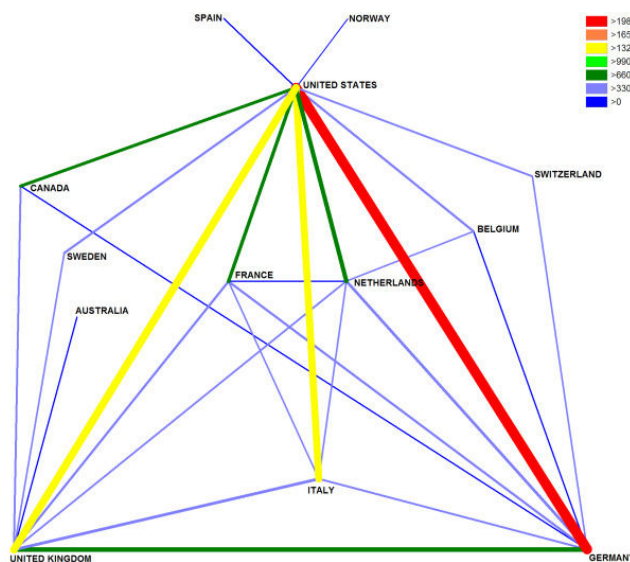 SPAIN
NORWAY
>198
>165
>132
>990
>660
>330
>0
UNITED STATES
SWITZERLAND
CANADA
BELGIUM
SWEDEN
FRANCE
NETHERLANDS
AUSTRALIA
ITALY
UNITED KINGDOM
GERMANY